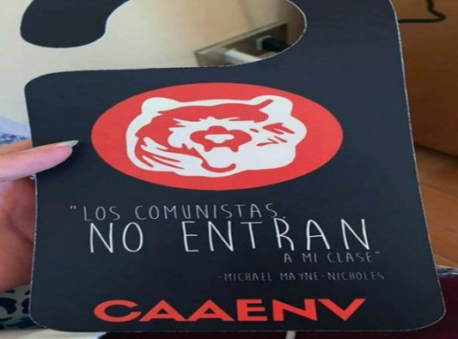 "LOS COMUNISTAS
NO ENTRAN
A MI CLASE"
-MICHAEL MAYNE-NICHOLES
CAAENV